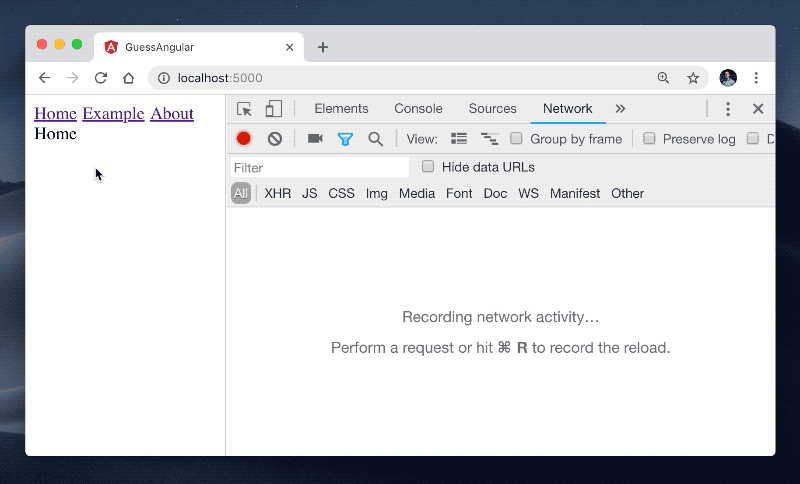 GuessAngular
localhost:5000
Home Example About
Home
Elements Console Sources Network
View: Group by frame Preserve log D
Filter Hide data URLs
All XHR JS CSS Img Media Font Doc WS Manifest Other
Recording network activity…
Perform a request or hit ⌘ R to record the reload.